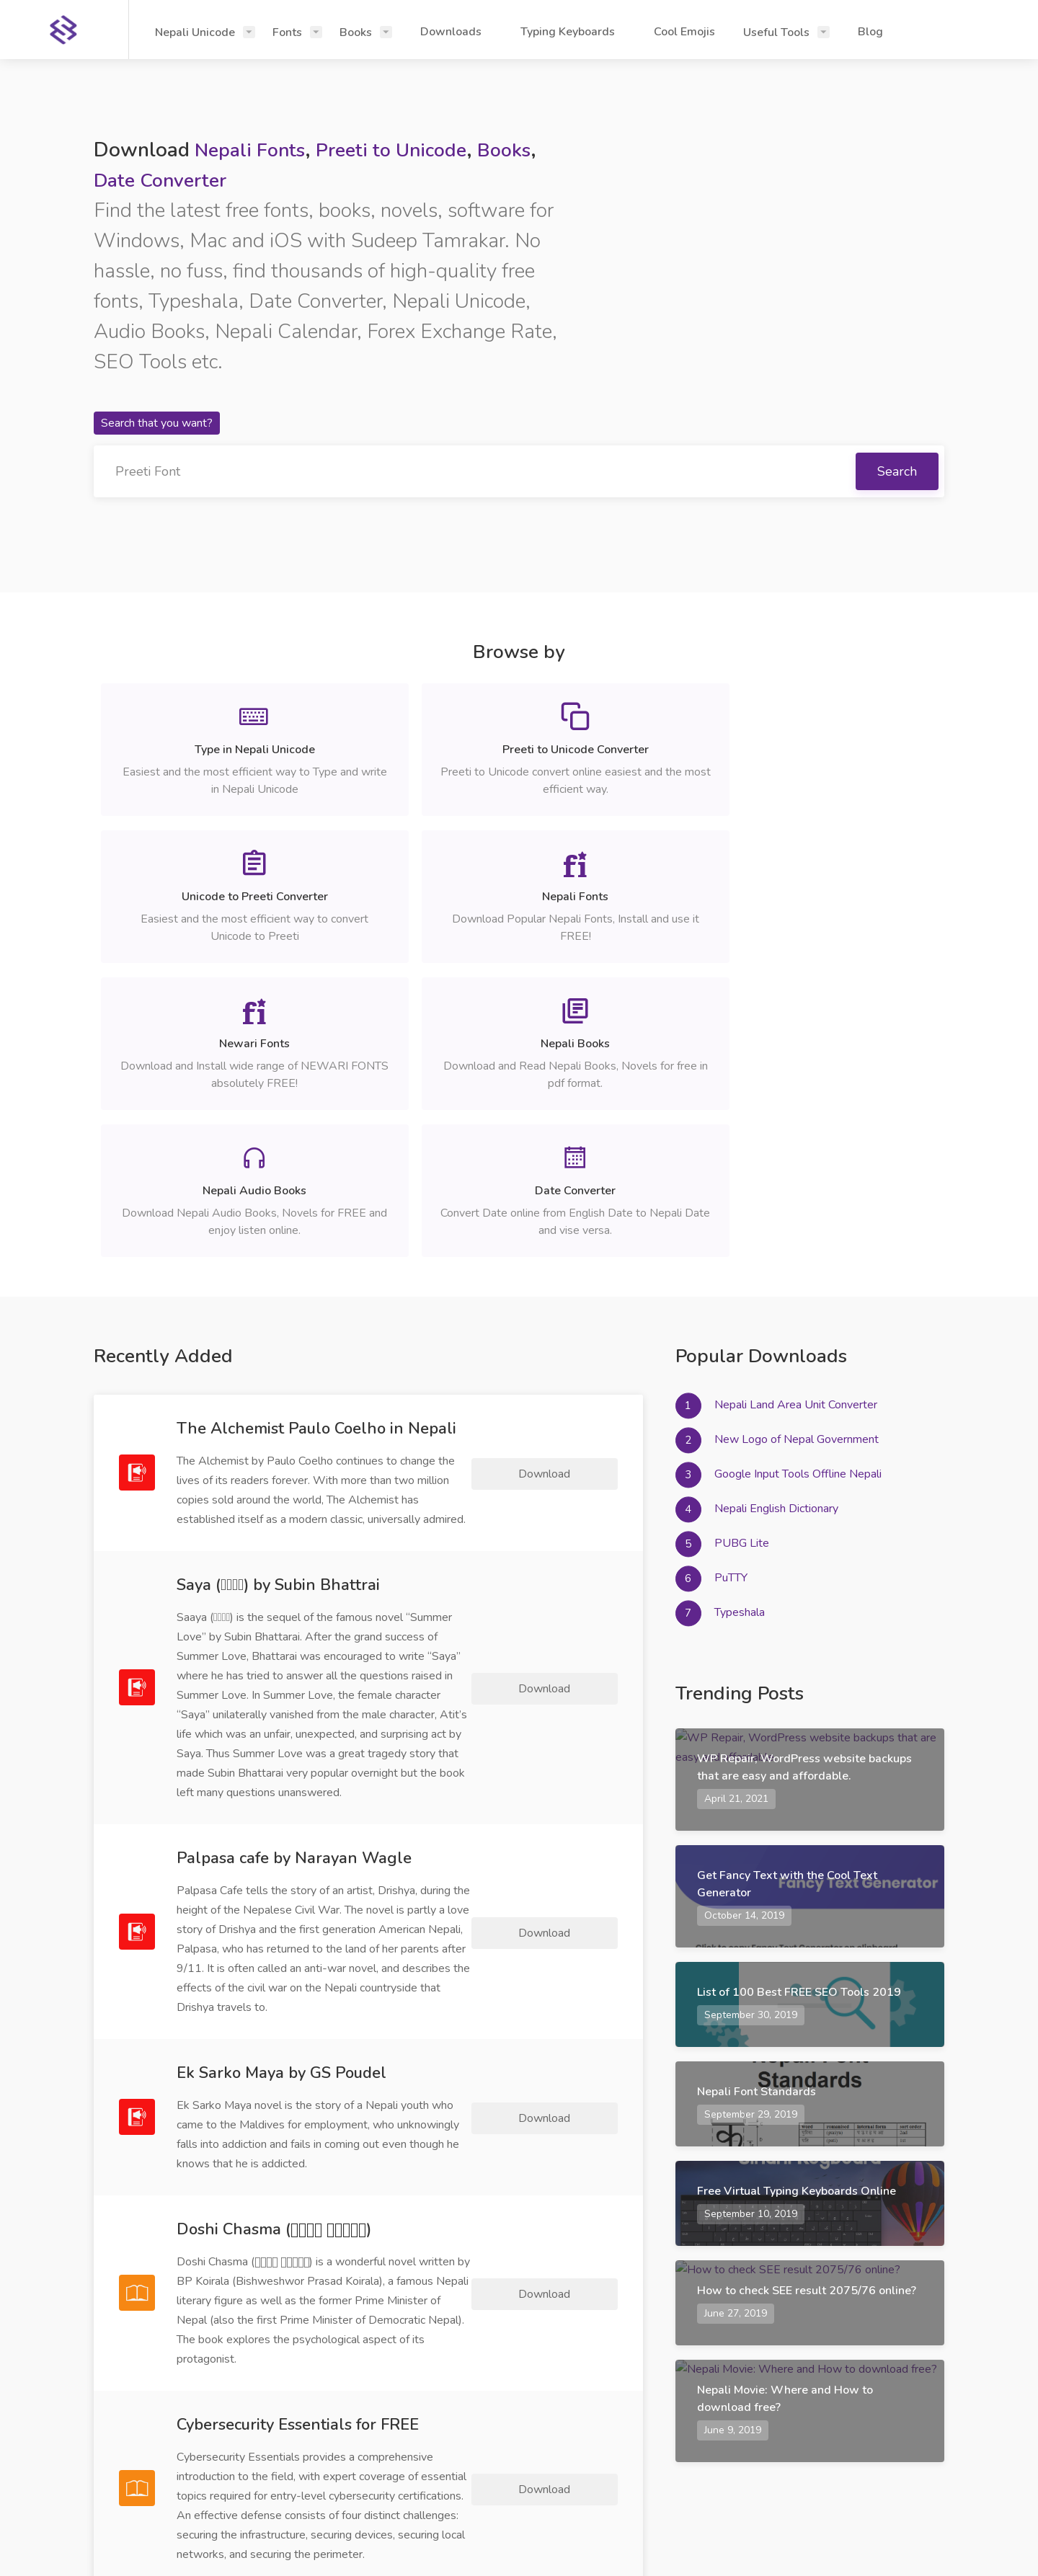 Nepali Unicode
Fonts
Books
Downloads
Typing Keyboards
Cool Emojis
Useful Tools
Blog
Download Nepali Fonts, Preeti to Unicode, Books,
Date Converter
Find the latest free fonts, books, novels, software for
Windows, Mac and iOS with Sudeep Tamrakar. No
hassle, no fuss, find thousands of high-quality free
fonts, Typeshala, Date Converter, Nepali Unicode,
Audio Books, Nepali Calendar, Forex Exchange Rate,
SEO Tools etc.
Search that you want?
Preeti Font
Search
Browse by
Type in Nepali Unicode
Easiest and the most efficient way to Type and write
in Nepali Unicode
Preeti to Unicode Converter
Preeti to Unicode convert online easiest and the most
efficient way.
Unicode to Preeti Converter
Easiest and the most efficient way to convert
Unicode to Preeti
fi
Nepali Fonts
Download Popular Nepali Fonts, Install and use it
FREE!
fi
Newari Fonts
Download and Install wide range of NEWARI FONTS
absolutely FREE!
Nepali Books
Download and Read Nepali Books, Novels for free in
pdf format.
Nepali Audio Books
Download Nepali Audio Books, Novels for FREE and
enjoy listen online.
Date Converter
Convert Date online from English Date to Nepali Date
and vise versa.
Recently Added
The Alchemist Paulo Coelho in Nepali
The Alchemist by Paulo Coelho continues to change the
lives of its readers forever. With more than two million
copies sold around the world, The Alchemist has
established itself as a modern classic, universally admired.
Download
Saya () by Subin Bhattrai
Saaya () is the sequel of the famous novel “Summer
Love” by Subin Bhattarai. After the grand success of
Summer Love, Bhattarai was encouraged to write “Saya”
where he has tried to answer all the questions raised in
Summer Love. In Summer Love, the female character
“Saya” unilaterally vanished from the male character, Atit’s
life which was an unfair, unexpected, and surprising act by
Saya. Thus Summer Love was a great tragedy story that
made Subin Bhattarai very popular overnight but the book
left many questions unanswered.
Download
Palpasa cafe by Narayan Wagle
Palpasa Cafe tells the story of an artist, Drishya, during the
height of the Nepalese Civil War. The novel is partly a love
story of Drishya and the first generation American Nepali,
Palpasa, who has returned to the land of her parents after
9/11. It is often called an anti-war novel, and describes the
effects of the civil war on the Nepali countryside that
Drishya travels to.
Download
Ek Sarko Maya by GS Poudel
Ek Sarko Maya novel is the story of a Nepali youth who
came to the Maldives for employment, who unknowingly
falls into addiction and fails in coming out even though he
knows that he is addicted.
Download
Doshi Chasma ()
Doshi Chasma () is a wonderful novel written by
BP Koirala (Bishweshwor Prasad Koirala), a famous Nepali
literary figure as well as the former Prime Minister of
Nepal (also the first Prime Minister of Democratic Nepal).
The book explores the psychological aspect of its
protagonist.
Download
Cybersecurity Essentials for FREE
Cybersecurity Essentials provides a comprehensive
introduction to the field, with expert coverage of essential
topics required for entry-level cybersecurity certifications.
An effective defense consists of four distinct challenges:
securing the infrastructure, securing devices, securing local
networks, and securing the perimeter.
Download
Popular Downloads
1 Nepali Land Area Unit Converter
2 New Logo of Nepal Government
3 Google Input Tools Offline Nepali
4 Nepali English Dictionary
5 PUBG Lite
6 PuTTY
7 Typeshala
Trending Posts
WP Repair, WordPress website backups that are
WP Repair, WordPress website backups
that are easy and affordable.
April 21, 2021
Get Fancy Text with the Cool Text
Generator
Fancy Text Generator
October 14, 2019
List of 100 Best FREE SEO Tools 2019
September 30, 2019
Nepali Font
Standards
Nepali Font Standards
September 29, 2019
Free Virtual Typing Keyboards Online
September 10, 2019
How to check SEE result 2075/76 online?
How to check SEE result 2075/76 online?
June 27, 2019
Nepali Movie: Where and How to download free?
Nepali Movie: Where and How to
download free?
June 9, 2019